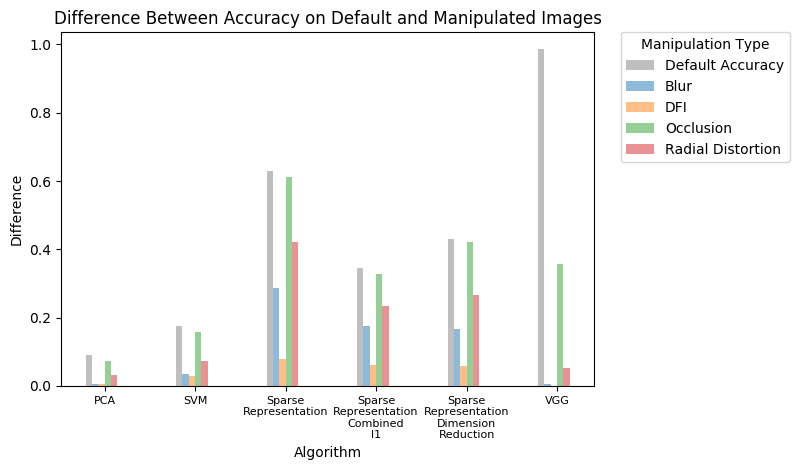 Difference Between Accuracy on Default and Manipulated Images
Manipulation Type
Default Accuracy
Blur
DFI
Occlusion
Radial Distortion
Difference
1.0
0.8
0.6
0.4
0.2
0.0
PCA
SVM
Sparse
Representation
Sparse
Representation
Combined
l1
Sparse
Representation
Dimension
Reduction
VGG
Algorithm